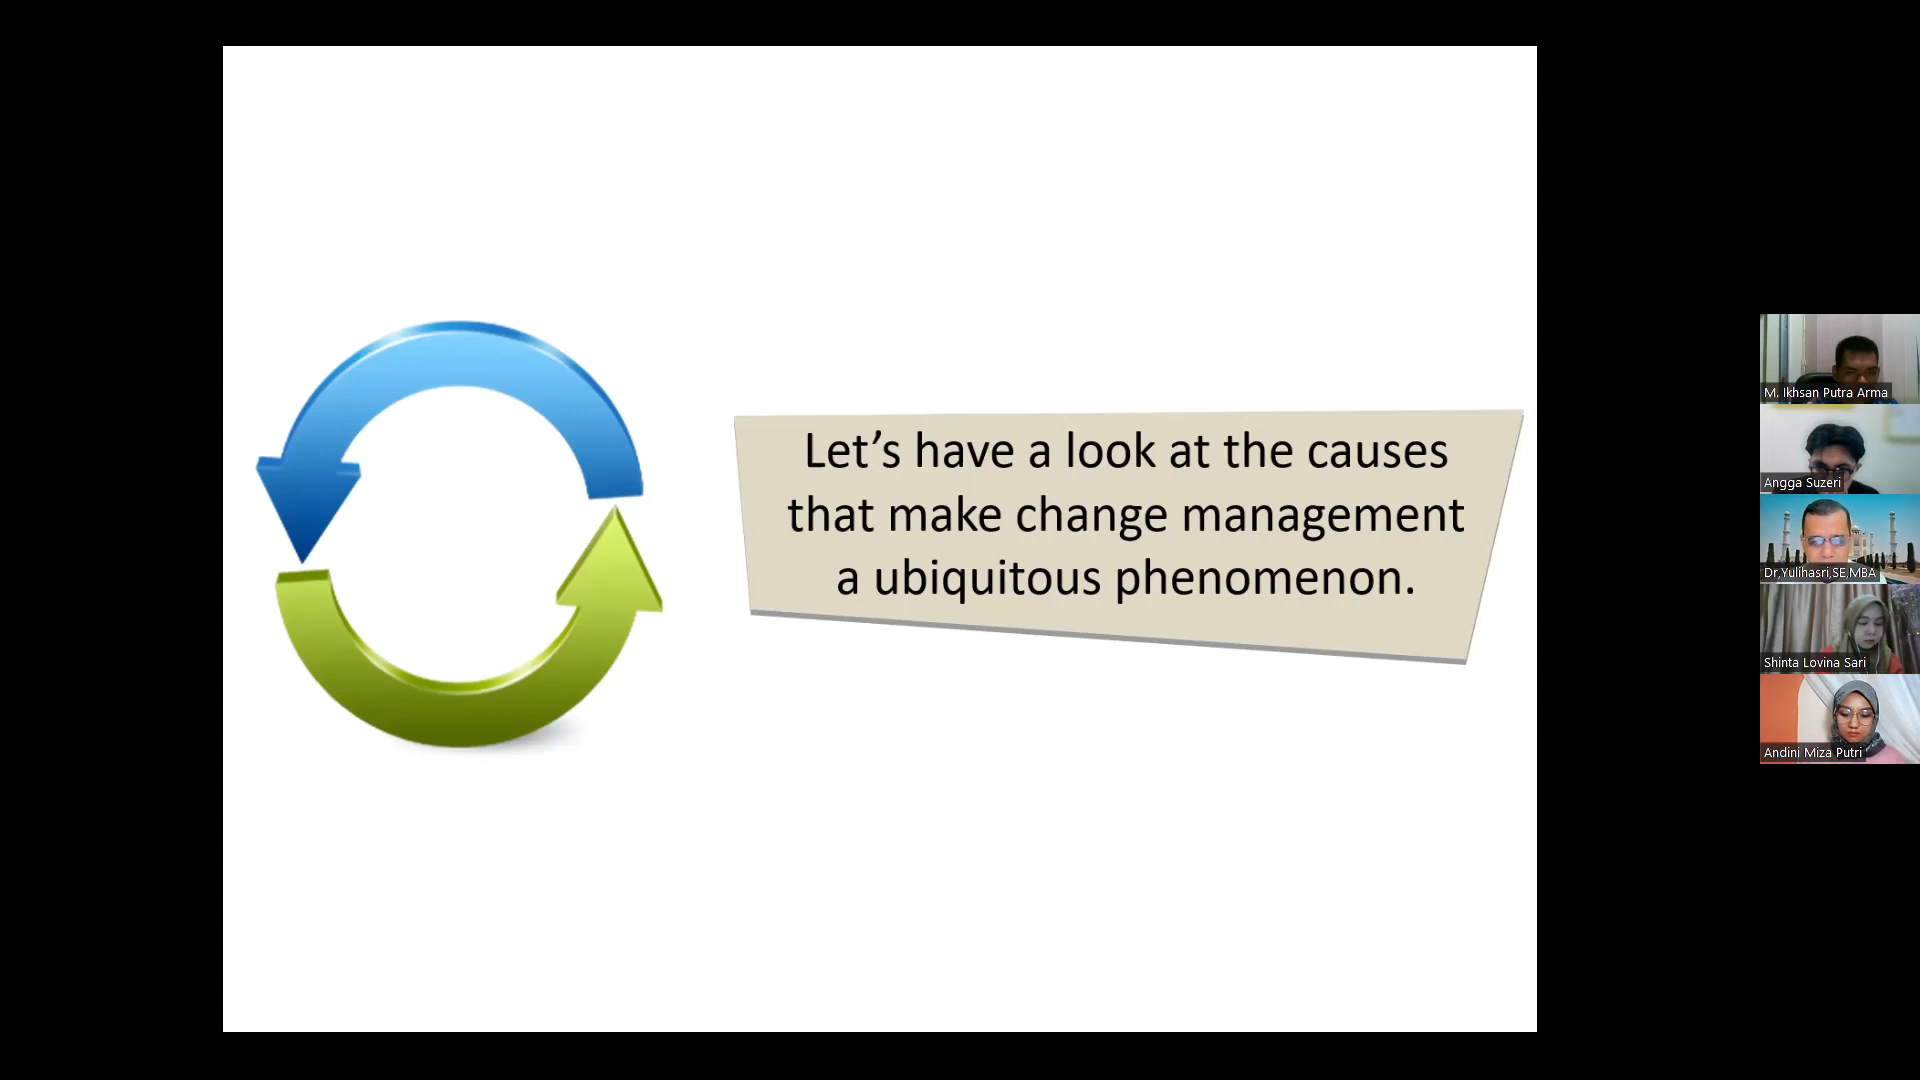 Let’s have a look at the causes
that make change management
a ubiquitous phenomenon.
M. Ikhsan Putra Arma
Angga Suzeri
Dr,Yulihasri,SE,MBA
Shinta Lovina Sari
Andini Miza Putri